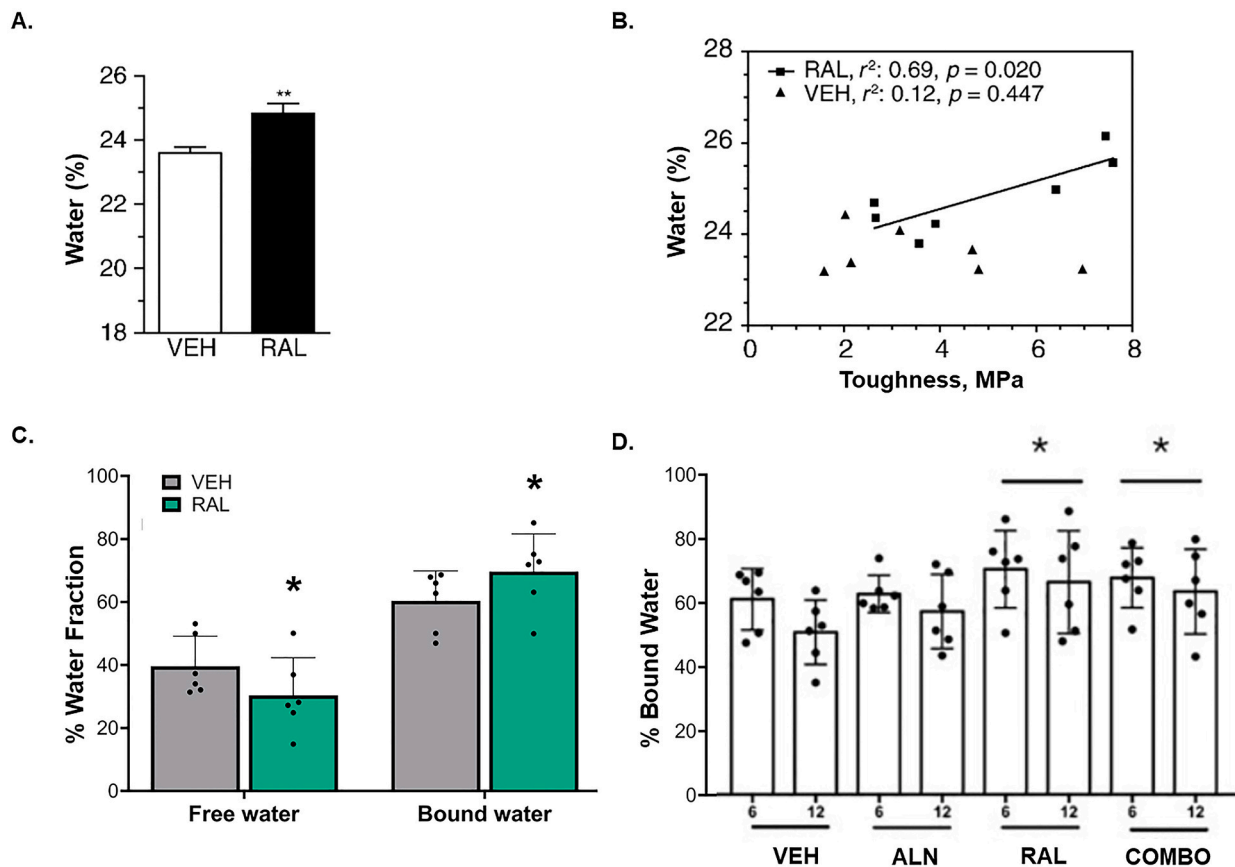 A.
26
24
22
20
18
Water (%)
**
VEH
RAL
B.
28
26
24
22
Water (%)
RAL, r²: 0.69, p = 0.020
VEH, r²: 0.12, p = 0.447
0
2
4
6
8
Toughness, MPa
C.
100
80
60
40
20
0
% Water Fraction
VEH
RAL
*
*
Free water
Bound water
D.
100
80
60
40
20
0
% Bound Water
*
*
6 12 6 12 6 12 6 12
VEH ALN RAL COMBO